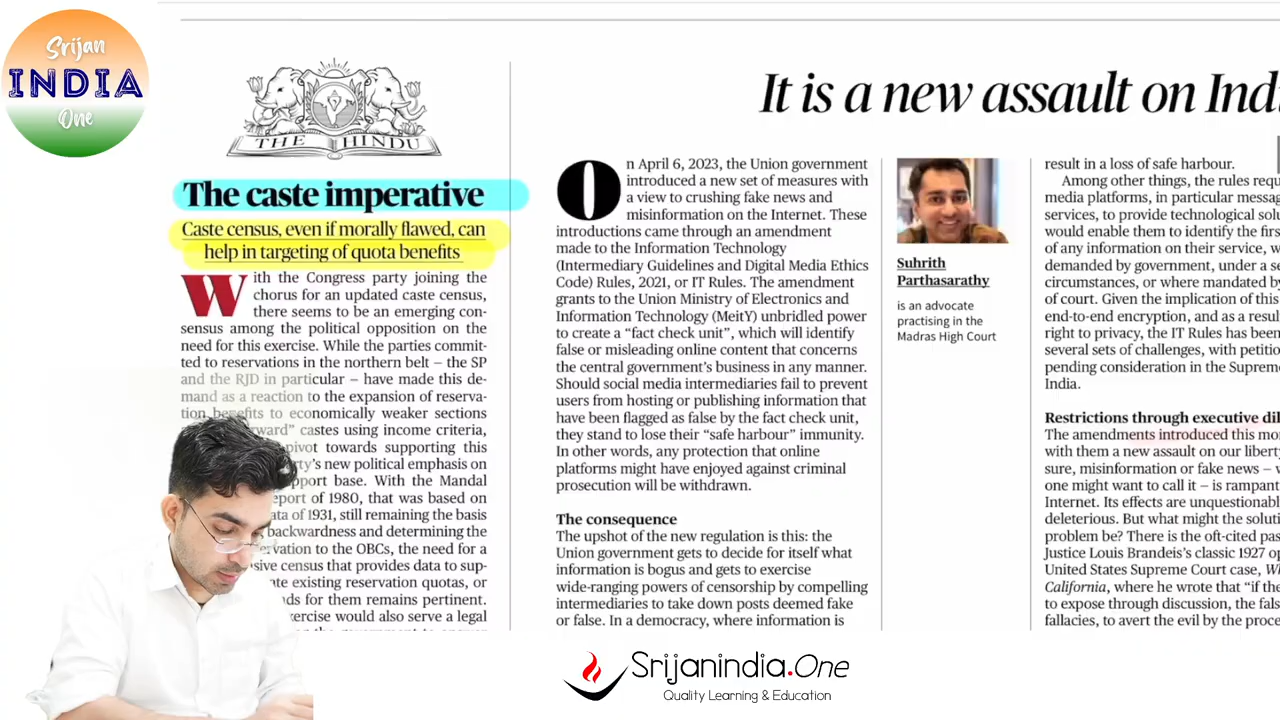 Srijan
INDIA
One
THE HINDU
The caste imperative
Caste census, even if morally flawed, can
help in targeting of quota benefits
With the Congress party joining the
chorus for an updated caste census,
there seems to be an emerging con-
sensus among the political opposition on the
need for this exercise. While the parties commit-
ted to reservations in the northern belt – the SP
and the RJD in particular – have made this de-
mand as a reaction to the expansion of reserva-
tion benefits to economically weaker sections
ward” castes using income criteria,
pivot towards supporting this
rty’s new political emphasis on
pport base. With the Mandal
eport of 1980, that was based on
ata of 1931, still remaining the basis
backwardness and determining the
rvation to the OBCs, the need for a
sive census that provides data to sup-
ate existing reservation quotas, or
ds for them remains pertinent.
xercise would also serve a legal
It is a new assault on Indi
On April 6, 2023, the Union government
introduced a new set of measures with
a view to crushing fake news and
misinformation on the Internet. These
introductions came through an amendment
made to the Information Technology
(Intermediary Guidelines and Digital Media Ethics
Code) Rules, 2021, or IT Rules. The amendment
grants to the Union Ministry of Electronics and
Information Technology (MeitY) unbridled power
to create a “fact check unit”, which will identify
false or misleading online content that concerns
the central government’s business in any manner.
Should social media intermediaries fail to prevent
users from hosting or publishing information that
have been flagged as false by the fact check unit,
they stand to lose their “safe harbour” immunity.
In other words, any protection that online
platforms might have enjoyed against criminal
prosecution will be withdrawn.
The consequence
The upshot of the new regulation is this: the
Union government gets to decide for itself what
information is bogus and gets to exercise
wide-ranging powers of censorship by compelling
intermediaries to take down posts deemed fake
or false. In a democracy, where information is
Suhrith
Parthasarathy
is an advocate
practising in the
Madras High Court
result in a loss of safe harbour.
Among other things, the rules requ
media platforms, in particular messag
services, to provide technological solu
would enable them to identify the firs
of any information on their service, w
demanded by government, under a se
circumstances, or where mandated by
of court. Given the implication of this
end-to-end encryption, and as a resul
right to privacy, the IT Rules has been
several sets of challenges, with petitio
pending consideration in the Supreme
India.
Restrictions through executive dil
The amendments introduced this mo
with them a new assault on our liberty
sure, misinformation or fake news – w
one might want to call it – is rampant
Internet. Its effects are unquestionabl
deleterious. But what might the soluti
problem be? There is the oft-cited pas
Justice Louis Brandeis’s classic 1927 op
United States Supreme Court case, Wh
California, where he wrote that “if the
to expose through discussion, the fals
fallacies, to avert the evil by the proce
Srijanindia.One
Quality Learning & Education